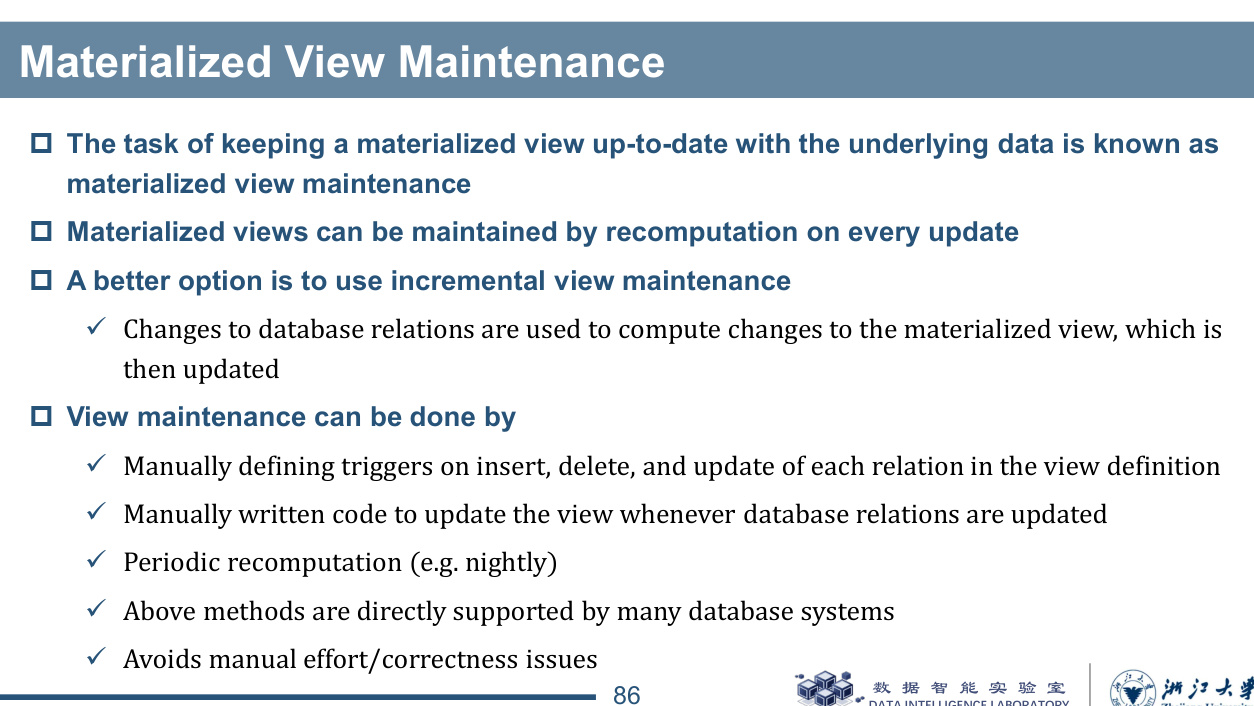 Materialized View Maintenance
The task of keeping a materialized view up-to-date with the underlying data is known as
materialized view maintenance
Materialized views can be maintained by recomputation on every update
A better option is to use incremental view maintenance
Changes to database relations are used to compute changes to the materialized view, which is
then updated
View maintenance can be done by
Manually defining triggers on insert, delete, and update of each relation in the view definition
Manually written code to update the view whenever database relations are updated
Periodic recomputation (e.g. nightly)
Above methods are directly supported by many database systems
Avoids manual effort/correctness issues
86
数据智能实验室
DATA INTELLIGENCE LABORATORY
浙江大学